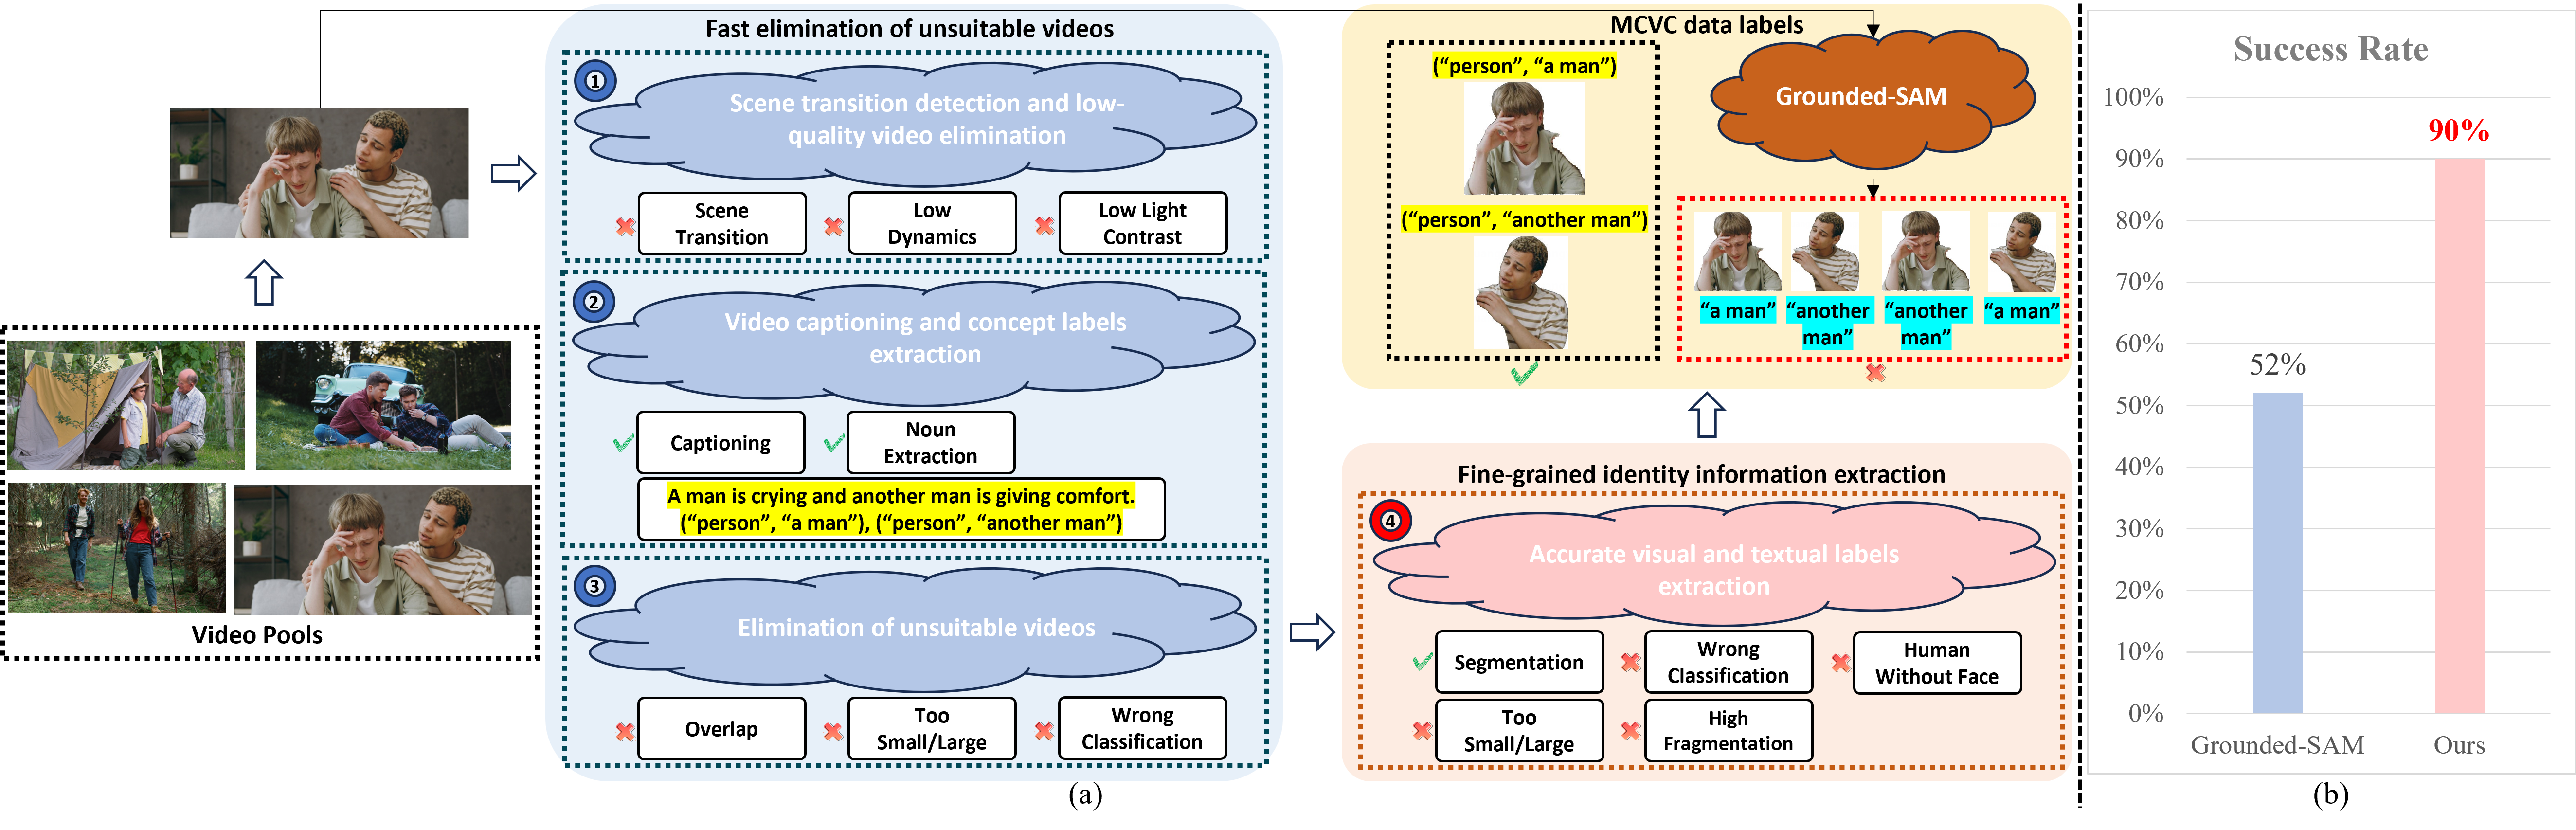 Fast elimination of unsuitable videos
1
Scene transition detection and low-
quality video elimination
Scene
Transition
Low
Dynamics
Low Light
Contrast
2
Video captioning and concept labels
extraction
Captioning
Noun
Extraction
A man is crying and another man is giving comfort.
(“person”, “a man”), (“person”, “another man”)
3
Elimination of unsuitable videos
Overlap
Too
Small/Large
Wrong
Classification
Video Pools
MCVC data labels
(“person”, “a man”)
(“person”, “another man”)
Grounded-SAM
“a man”
“another
man”
“another
man”
“a man”
Fine-grained identity information extraction
4
Accurate visual and textual labels
extraction
Segmentation
Wrong
Classification
Human
Without Face
Too
Small/Large
High
Fragmentation
(a)
Success Rate
100%
90%
80%
70%
60%
50%
40%
30%
20%
10%
0%
52%
90%
Grounded-SAM
Ours
(b)